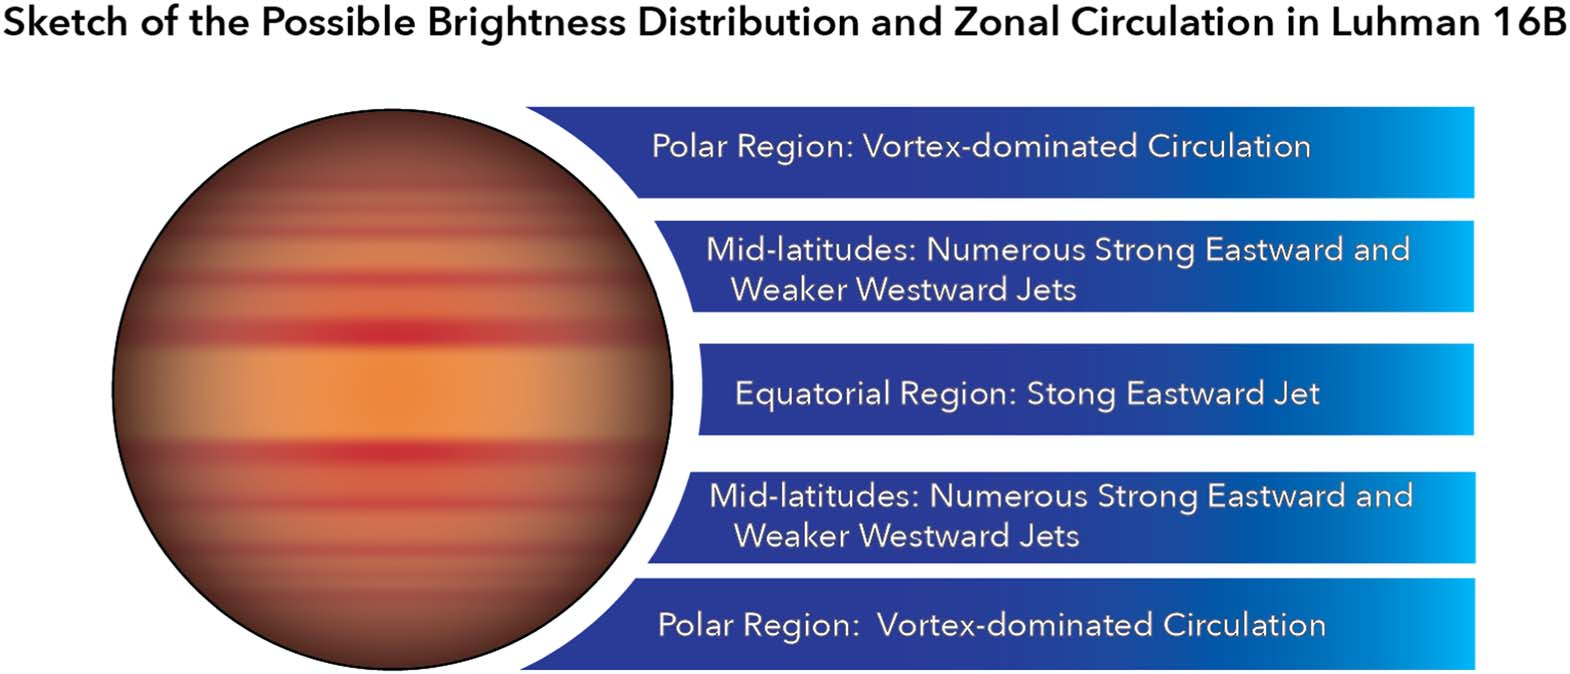 Sketch of the Possible Brightness Distribution and Zonal Circulation in Luhman 16B
Polar Region: Vortex-dominated Circulation
Mid-latitudes: Numerous Strong Eastward and
Weaker Westward Jets
Equatorial Region: Stong Eastward Jet
Mid-latitudes: Numerous Strong Eastward and
Weaker Westward Jets
Polar Region: Vortex-dominated Circulation